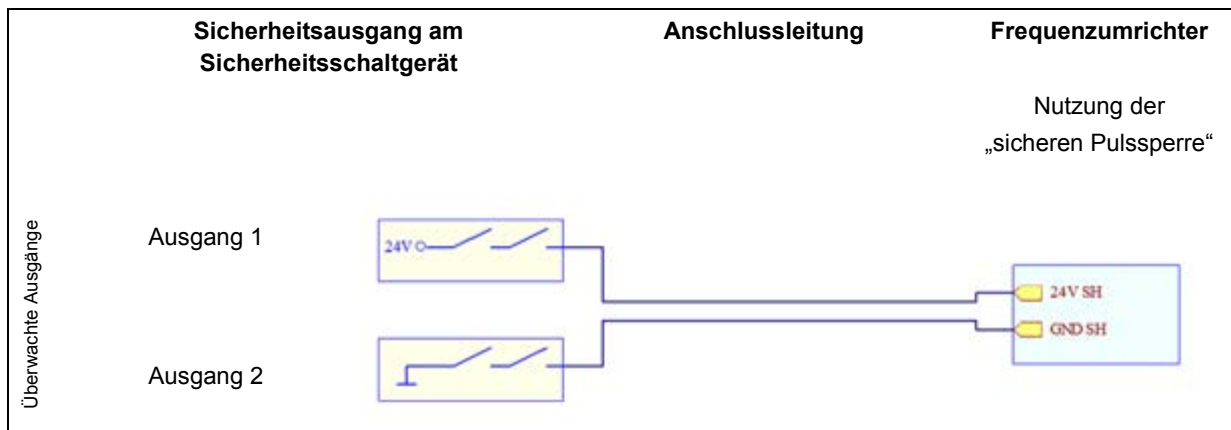 Sicherheitsausgang am
Sicherheitsschaltgerät
Anschlussleitung
Frequenzumrichter
Nutzung der
„sicheren Pulssperre“
Überwachte Ausgänge
Ausgang 1
24V
24V SH
GND SH
Ausgang 2